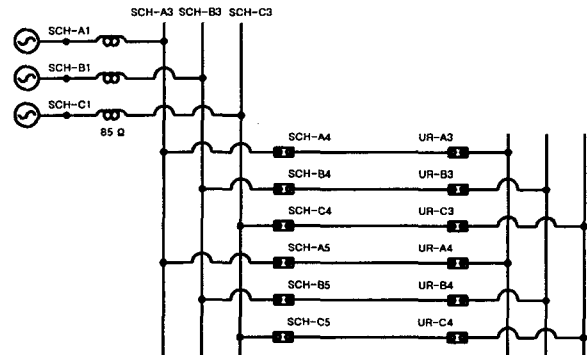 SCH-A3 SCH-B3 SCH-C3
SCH-A1
SCH-B1
SCH-C1
85 Ω
SCH-A4 UR-A3
SCH-B4 UR-B3
SCH-C4 UR-C3
SCH-A5 UR-A4
SCH-B5 UR-B4
SCH-C5 UR-C4